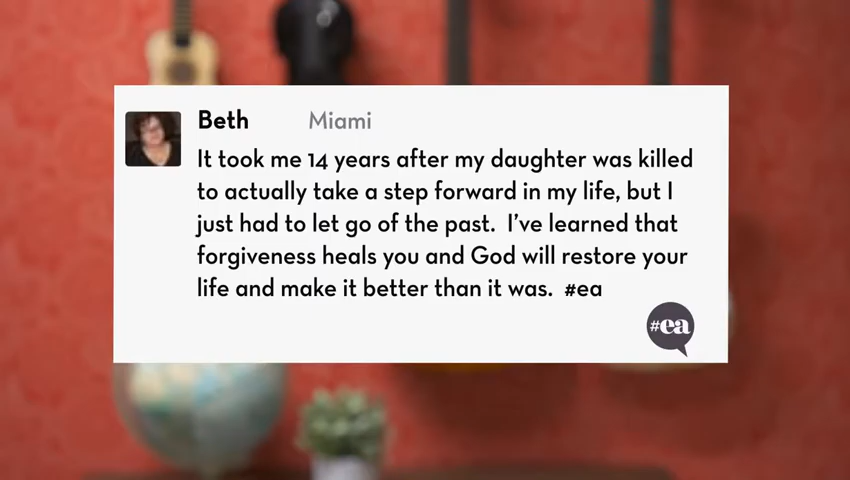 Beth Miami
It took me 14 years after my daughter was killed
to actually take a step forward in my life, but I
just had to let go of the past.  I’ve learned that
forgiveness heals you and God will restore your
life and make it better than it was.  #ea
#ea